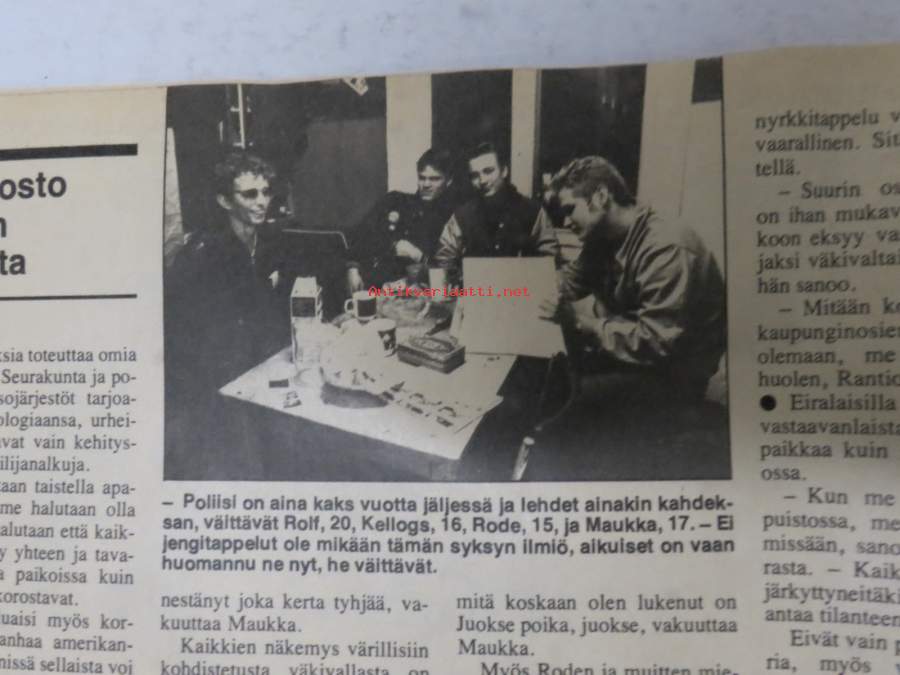 osto
n
ta
ksia toteuttaa omia
Seurakunta ja po-
sojärjestöt tarjoa-
ologiaansa, urhei-
avat vain kehitys-
ilijanalkuja.
taan taistella apa-
me halutaan olla
alutaan että kaik-
y yhteen ja tava-
a paikoissa kuin
korostavat.
uaisi myös kor-
anhaa amerikan-
nissä sellaista voi
Antikvariaatti.net
– Poliisi on aina kaks vuotta jäljessä ja lehdet ainakin kahdek-
san, väittävät Rolf, 20, Kellogs, 16, Rode, 15, ja Maukka, 17. – Ei
jengitappelut ole mikään tämän syksyn ilmiö, aikuiset on vaan
huomannu ne nyt, he väittävät.
nestänyt joka kerta tyhjää, va-
kuuttaa Maukka.
Kaikkien näkemys värillisiin
kohdistetusta väkivallasta on
mitä koskaan olen lukenut on
Juokse poika, juokse, vakuuttaa
Maukka.
Myös Roden ja muitten mie-
nyrkkitappelu v
vaarallinen. Sit
tellä.
– Suurin os
on ihan mukav
koon eksyy va
jaksi väkivaltai
hän sanoo.
– Mitään ko
kaupunginosien
olemaan, me
huolen, Rantic
● Eiralaisilla
vastaavanlaista
paikkaa kuin
ossa.
– Kun me
puistossa, me
missään, sano
rasta. – Kaik
järkyttyneitäki
antaa tilanteen
Eivät vain p
ria, myös v